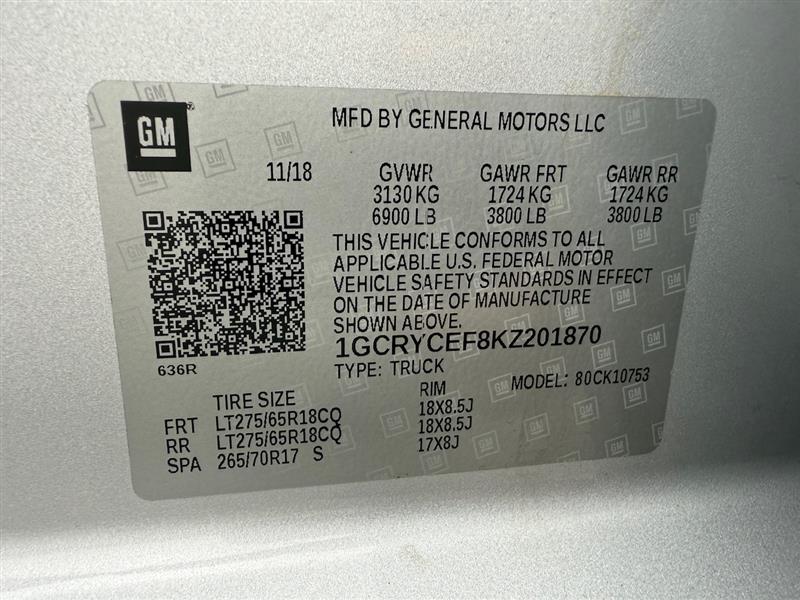 GM
MFD BY GENERAL MOTORS LLC
11/18 GVWR GAWR FRT GAWR RR
3130 KG 1724 KG 1724 KG
6900 LB 3800 LB 3800 LB
THIS VEHICLE CONFORMS TO ALL
APPLICABLE U.S. FEDERAL MOTOR
VEHICLE SAFETY STANDARDS IN EFFECT
ON THE DATE OF MANUFACTURE
SHOWN ABOVE.
1GCRYCEF8KZ201870
636R
TYPE: TRUCK MODEL: 80CK10753
TIRE SIZE RIM
FRT LT275/65R18CQ 18X8.5J
RR LT275/65R18CQ 18X8.5J
SPA 265/70R17 S 17X8J